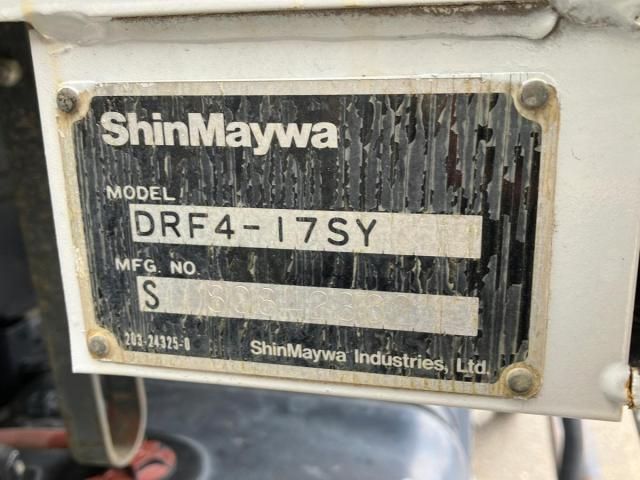 ShinMaywa
MODEL
DRF4-17SY
MFG. NO.
S
203-24325-0
ShinMaywa Industries, Ltd.